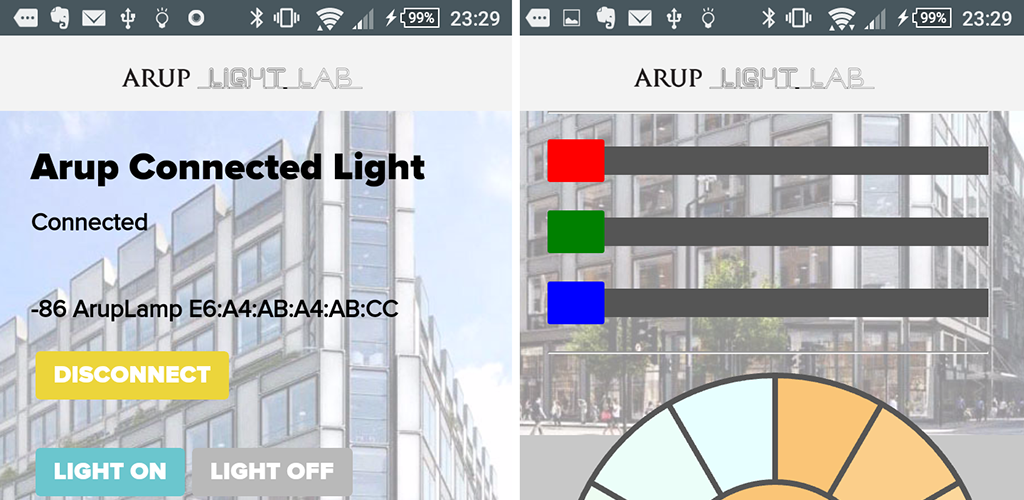 99% 23:29
ARUP LIGHT LAB
Arup Connected Light
Connected
-86 ArupLamp E6:A4:AB:A4:AB:CC
DISCONNECT
LIGHT ON LIGHT OFF
99% 23:29
ARUP LIGHT LAB